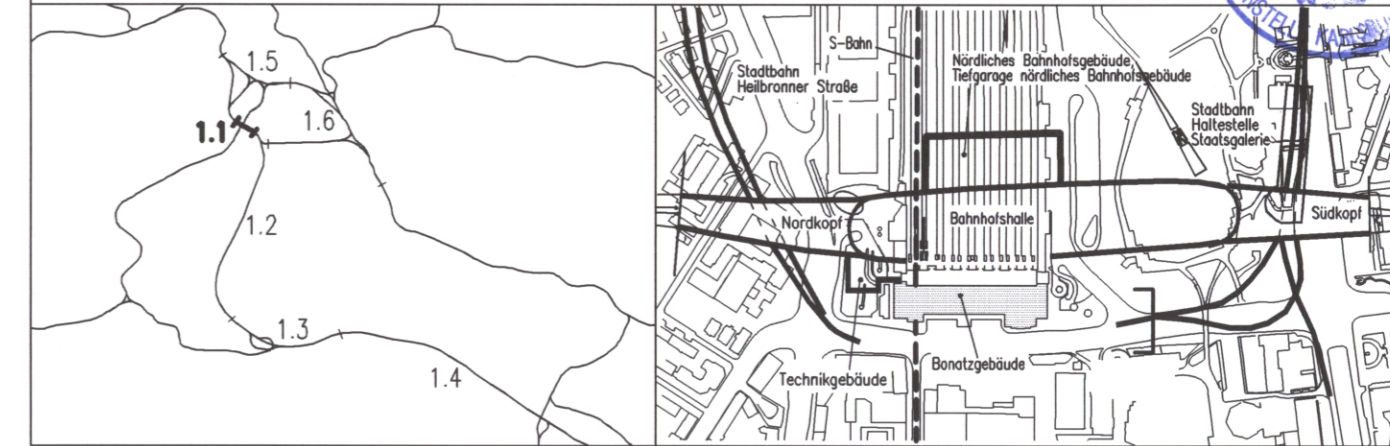 1.5
1.1
1.6
1.2
1.3
1.4
S-Bahn
Stadtbahn
Heilbronner Straße
Nördliches Bahnhofsgebäude,
Tiefgarage nördliches Bahnhofsgebäude
Stadtbahn
Haltestelle
Staatsgalerie
Nordkopf
Bahnhofshalle
Südkopf
Technikgebäude
Bonatzgebäude